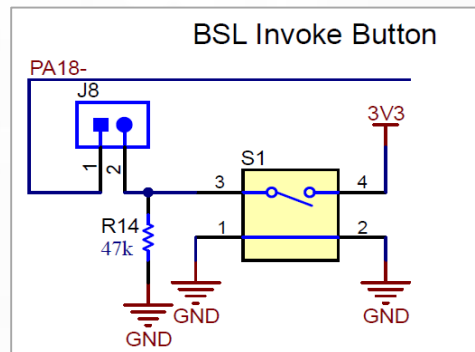 BSL Invoke Button
PA18-
J8
3V3
1
2
S1
3
4
R14
47k
1
2
GND
GND
GND